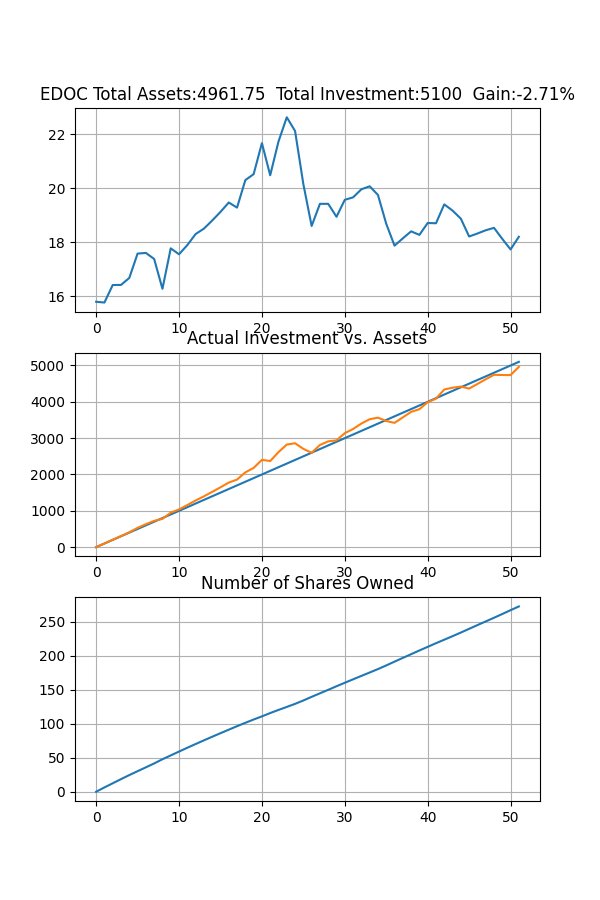 EDOC Total Assets:4961.75  Total Investment:5100  Gain:-2.71%
22
20
18
16
0 10 20 30 40 50
Actual Investment vs. Assets
5000
4000
3000
2000
1000
0
0 10 20 30 40 50
Number of Shares Owned
250
200
150
100
50
0
0 10 20 30 40 50